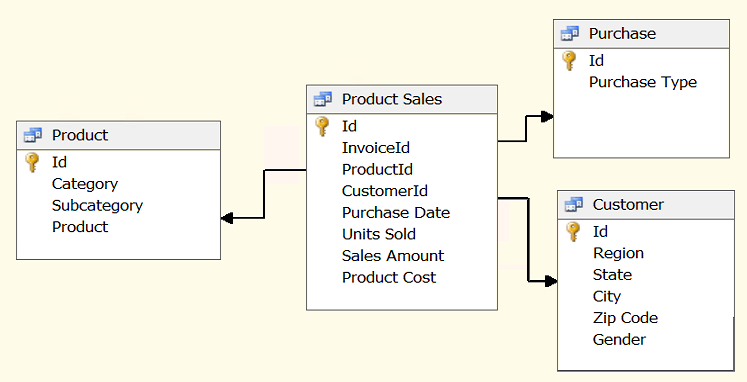 Product
Id
Category
Subcategory
Product
Product Sales
Id
InvoiceId
ProductId
CustomerId
Purchase Date
Units Sold
Sales Amount
Product Cost
Purchase
Id
Purchase Type
Customer
Id
Region
State
City
Zip Code
Gender